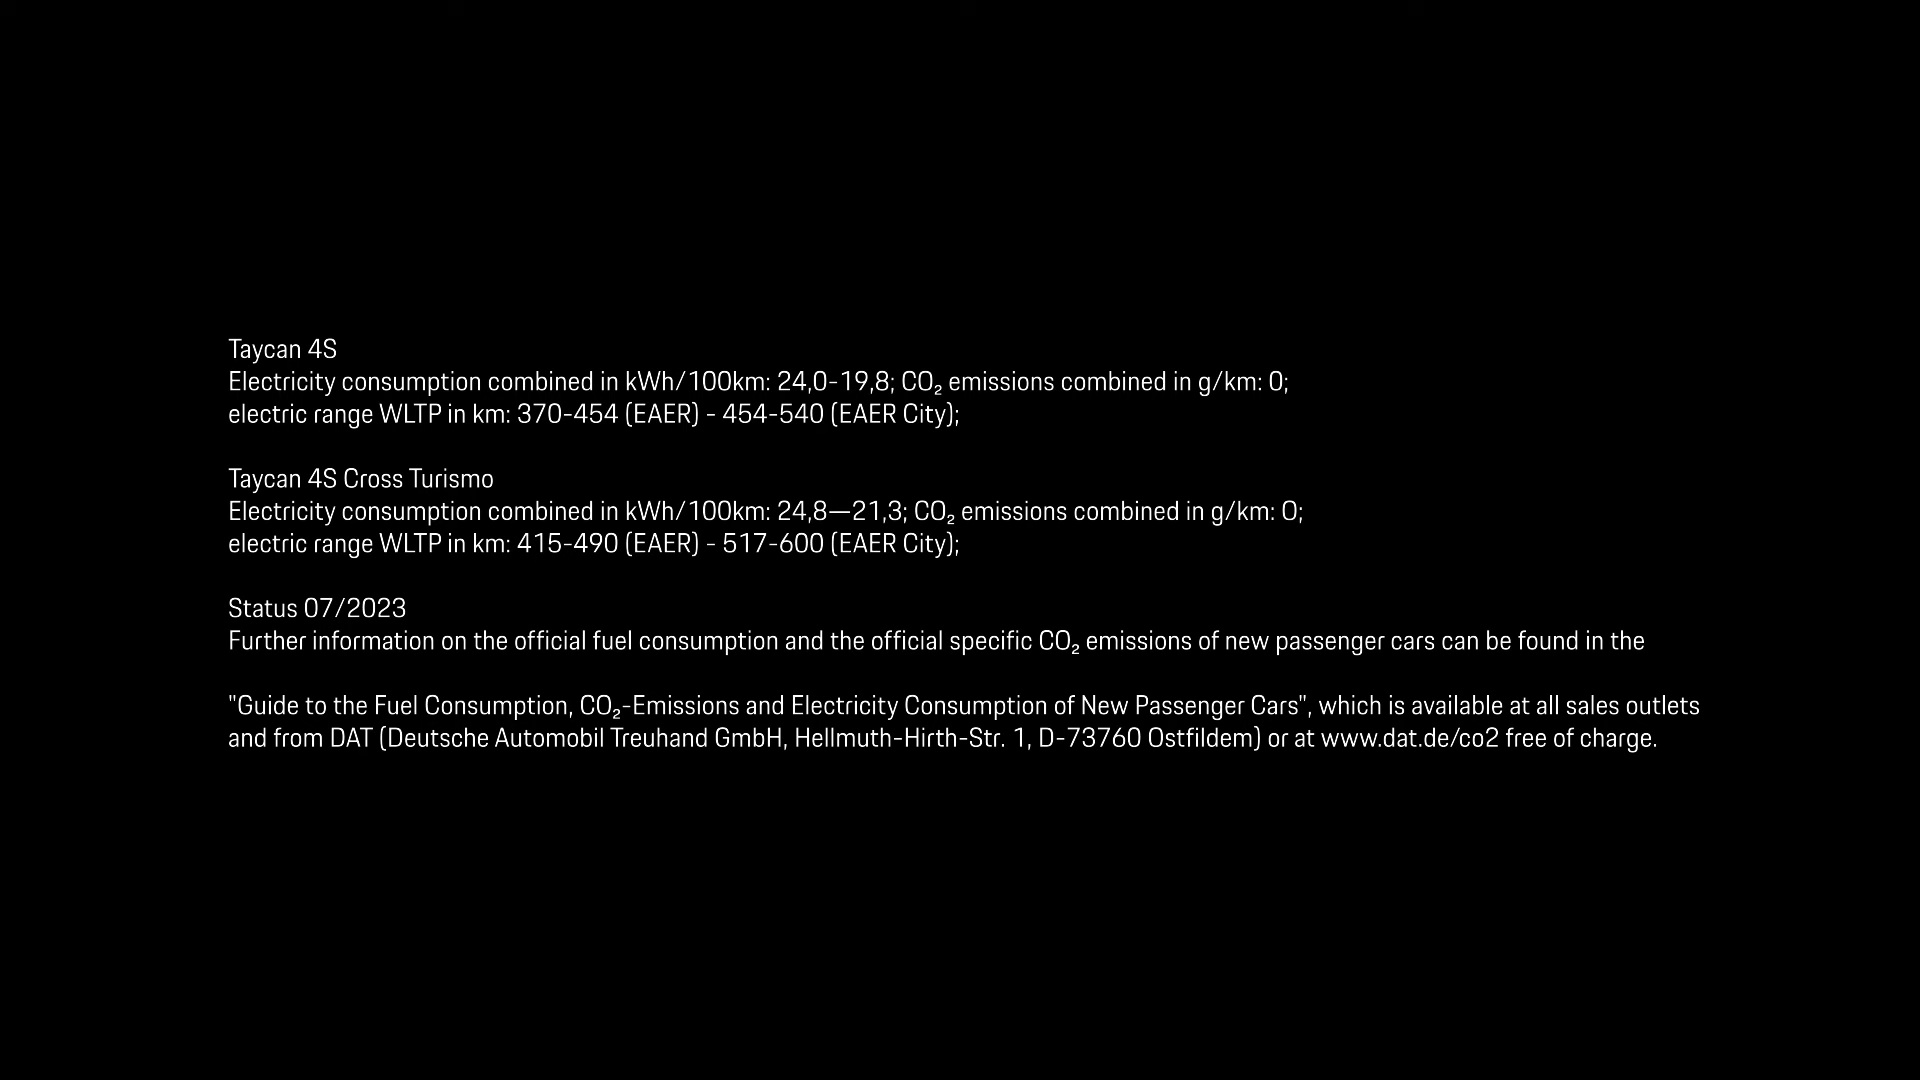 Taycan 4S
Electricity consumption combined in kWh/100km: 24,0-19,8; CO₂ emissions combined in g/km: 0;
electric range WLTP in km: 370-454 (EAER) - 454-540 (EAER City);
Taycan 4S Cross Turismo
Electricity consumption combined in kWh/100km: 24,8—21,3; CO₂ emissions combined in g/km: 0;
electric range WLTP in km: 415-490 (EAER) - 517-600 (EAER City);
Status 07/2023
Further information on the official fuel consumption and the official specific CO₂ emissions of new passenger cars can be found in the
"Guide to the Fuel Consumption, CO₂-Emissions and Electricity Consumption of New Passenger Cars", which is available at all sales outlets
and from DAT (Deutsche Automobil Treuhand GmbH, Hellmuth-Hirth-Str. 1, D-73760 Ostfildem) or at www.dat.de/co2 free of charge.